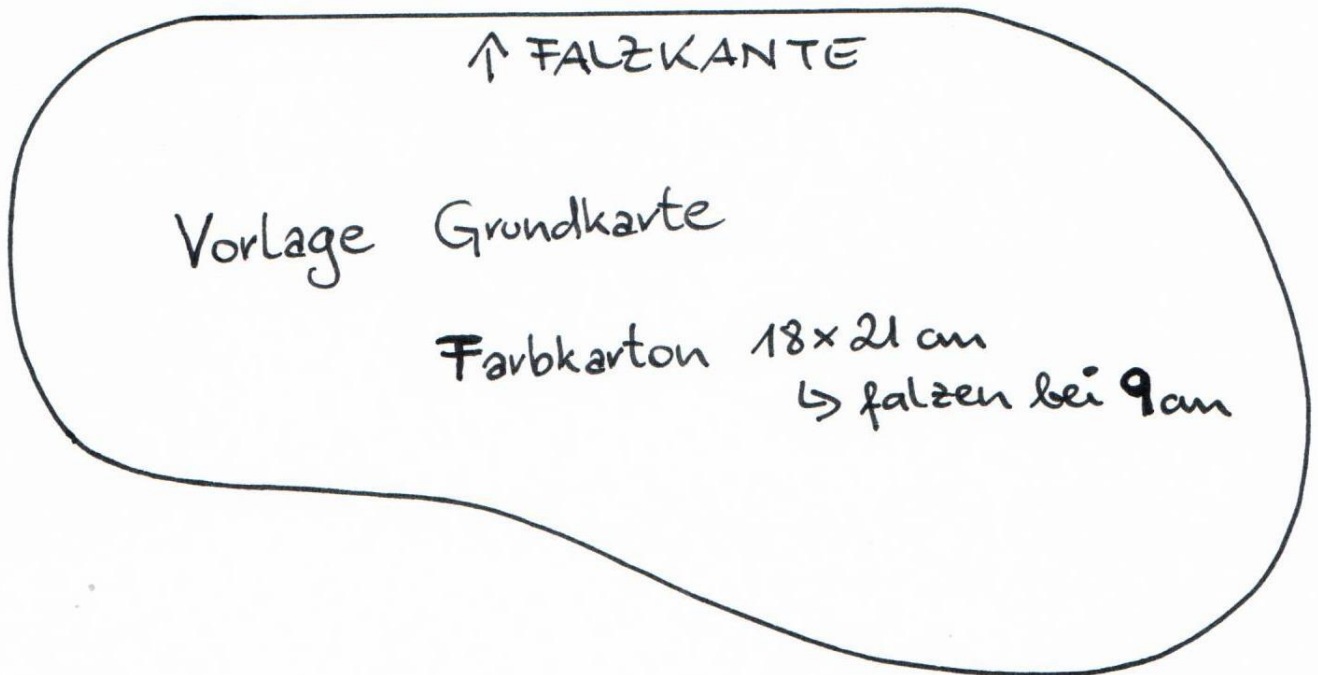 ↑ FALZKANTE
Vorlage Grundkarte
Farbkarton 18 × 21 cm
↳ falzen bei 9 cm